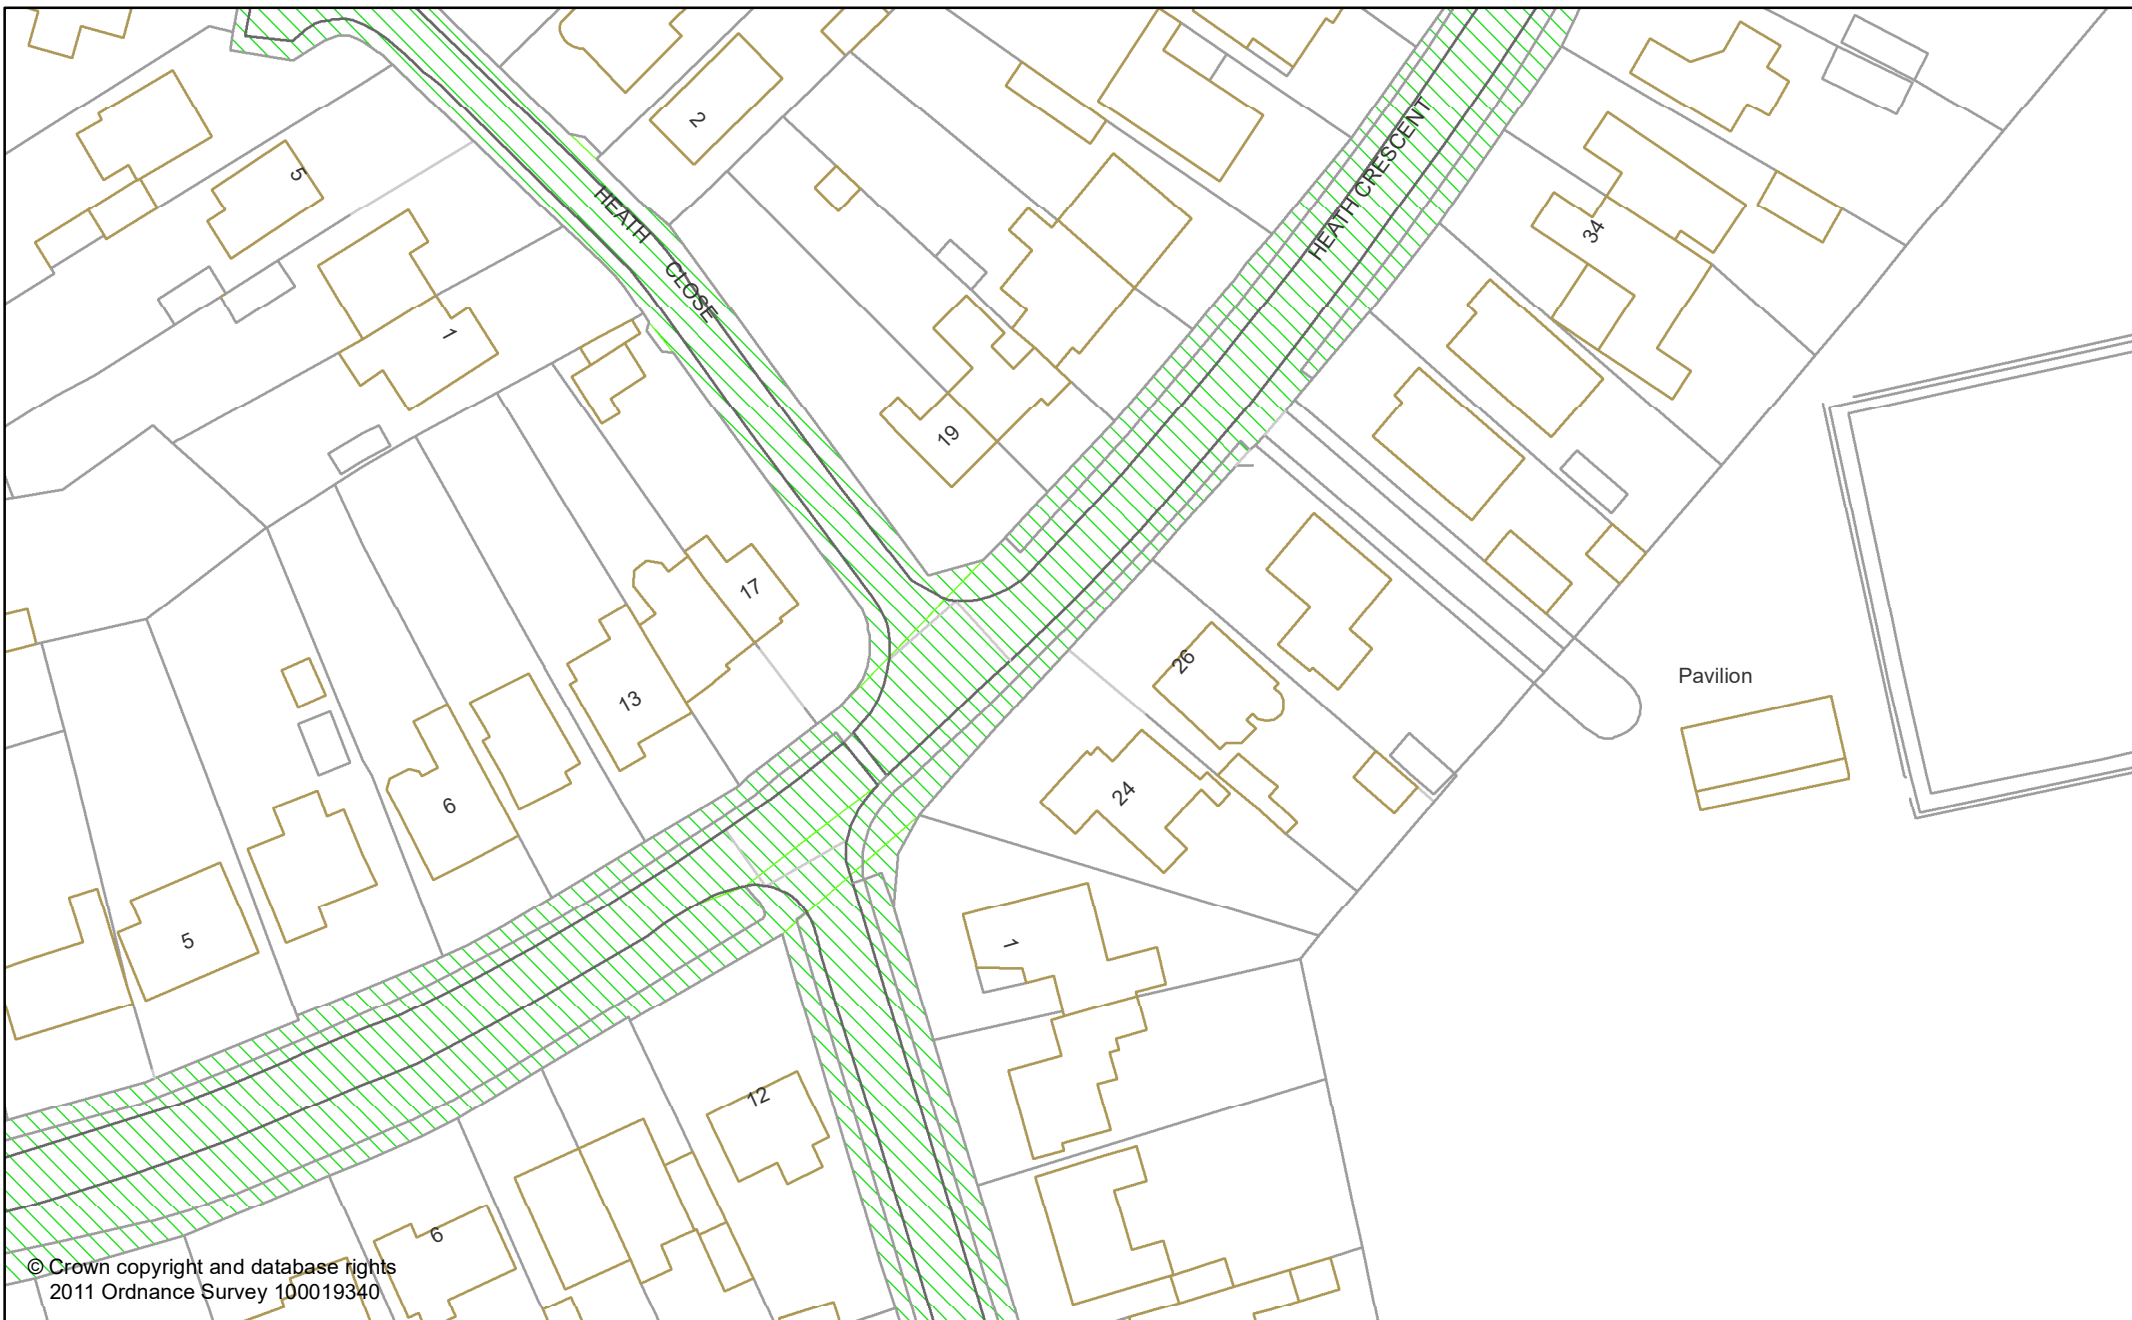 2
HEATH CRESCENT
5
HEATH
34
CLOSE
1
19
17
26
13
Pavilion
24
6
5
1
12
6
© Crown copyright and database rights
2011 Ordnance Survey 100019340